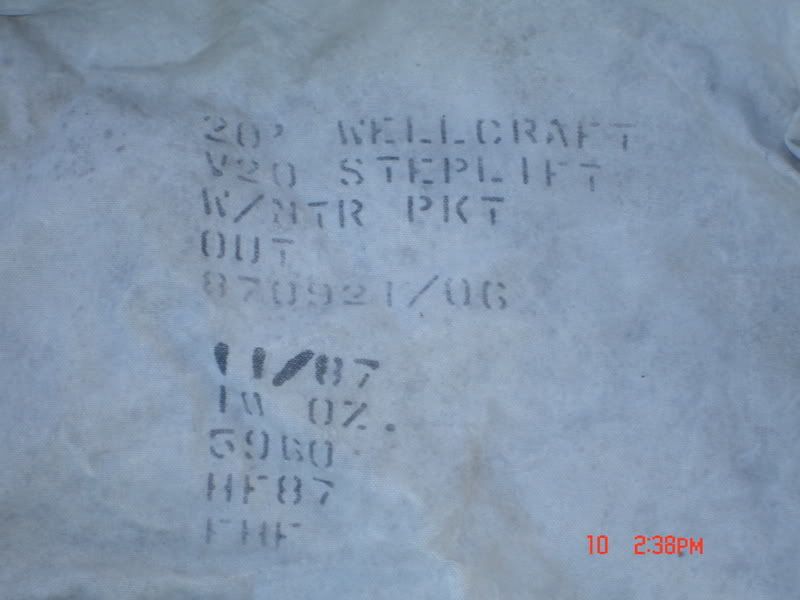 20' WELLCRAFT
V20 STEPLIFT
W/MTR PKT
OUT
870921/06
11/87
10 OZ.
5960
HF87
FHF
10 2:38PM